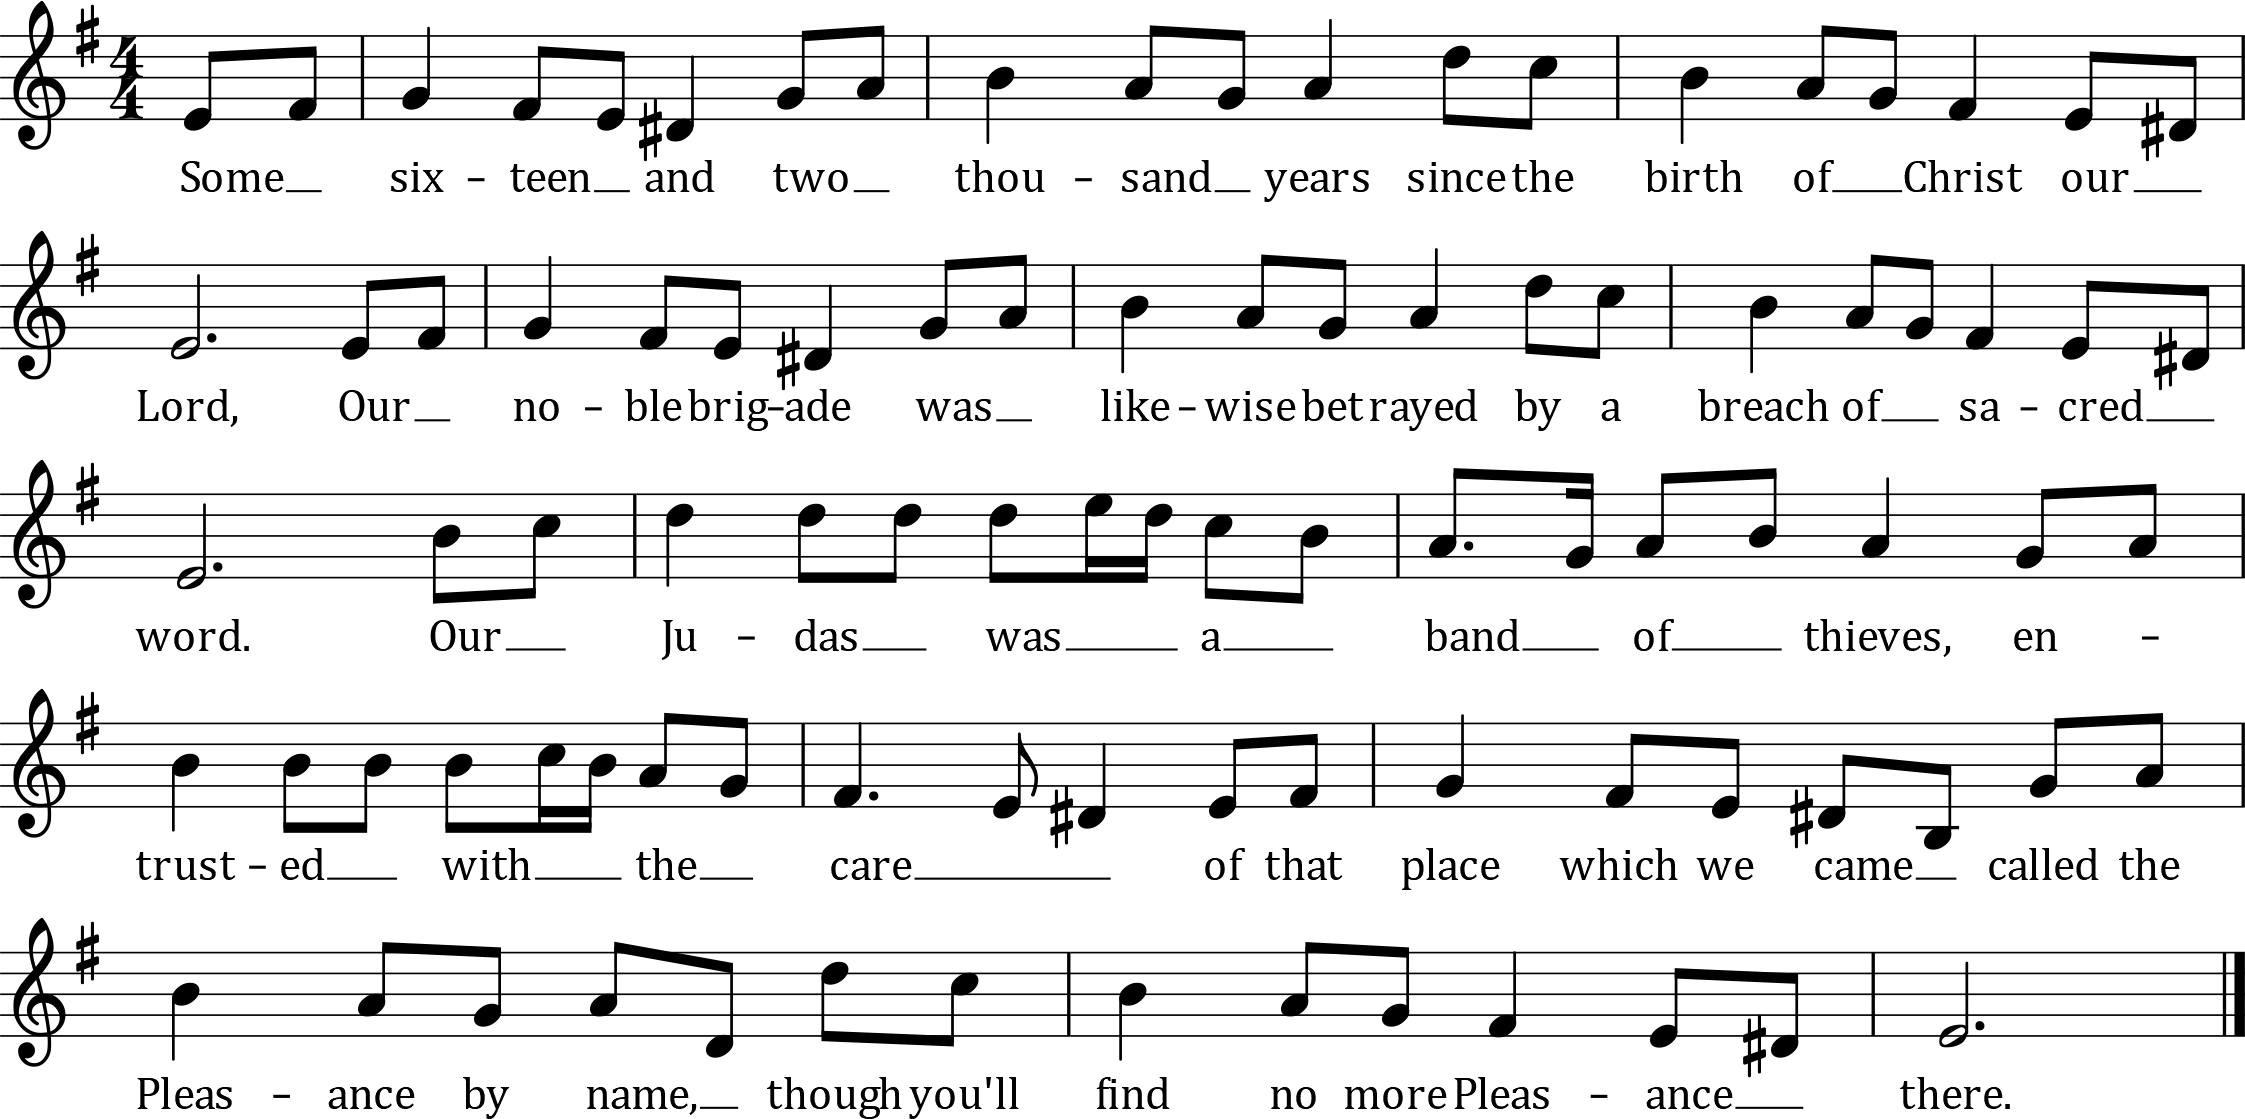 Some six - teen and two thou - sand years since the birth of Christ our
Lord, Our no - ble brig - ade was like - wise bet rayed by a breach of sa - cred
word. Our Ju - das was a band of thieves, en -
trust - ed with the care of that place which we came called the
Pleas - ance by name, though you'll find no more Pleas - ance there.